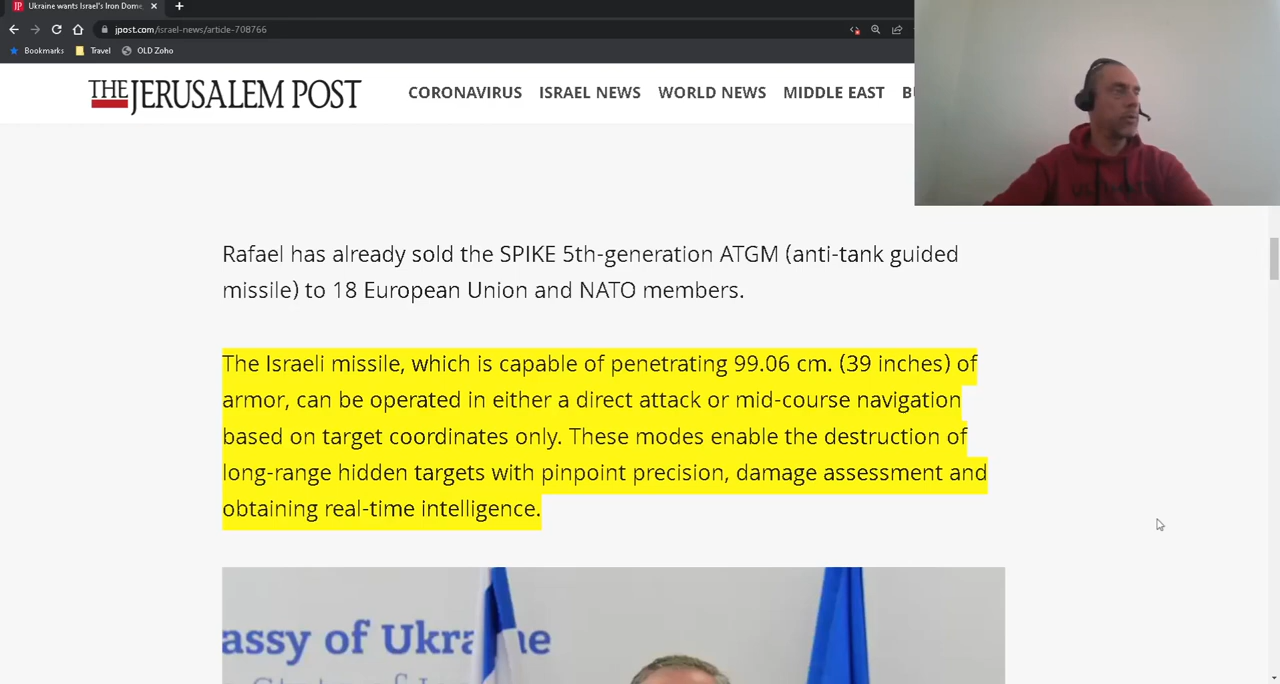 JP Ukraine wants Israel's Iron Dome
jpost.com/israel-news/article-708766
Bookmarks Travel OLD Zoho
THE JERUSALEM POST CORONAVIRUS ISRAEL NEWS WORLD NEWS MIDDLE EAST
Rafael has already sold the SPIKE 5th-generation ATGM (anti-tank guided
missile) to 18 European Union and NATO members.
The Israeli missile, which is capable of penetrating 99.06 cm. (39 inches) of
armor, can be operated in either a direct attack or mid-course navigation
based on target coordinates only. These modes enable the destruction of
long-range hidden targets with pinpoint precision, damage assessment and
obtaining real-time intelligence.
assy of Ukra ne